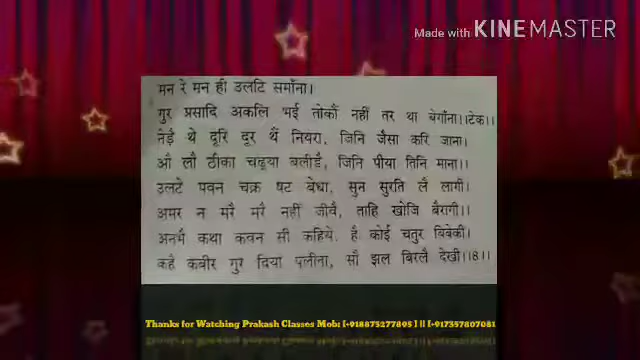 Made with KINEMASTER
मन रे मन ही उलटि समाँना।
गुर प्रसादि अकलि भई तोकौं नहीं तर था बेगाँना।।टेक।।
नेड़ैं थे दूरि दूर थैं नियरा, जिनि जैसा करि जाना।
औ लौ ठीका चढ्या बलीडै, जिनि पीया तिनि माना।।
उलटे पवन चक्र षट बेधा, सुन सुरति लै लागी।
अमर न मरै मरै नहीं जीवै, ताहि खोजि बैरागी।।
अनभै कथा कवन सी कहिये, है कोई चतुर बिबेकी।
कहै कबीर गुर दिया पलीता, सौ झल बिरलै देखी।।8।।
Thanks for Watching Prakash Classes Mob: [+918875277895] || [+917357807081